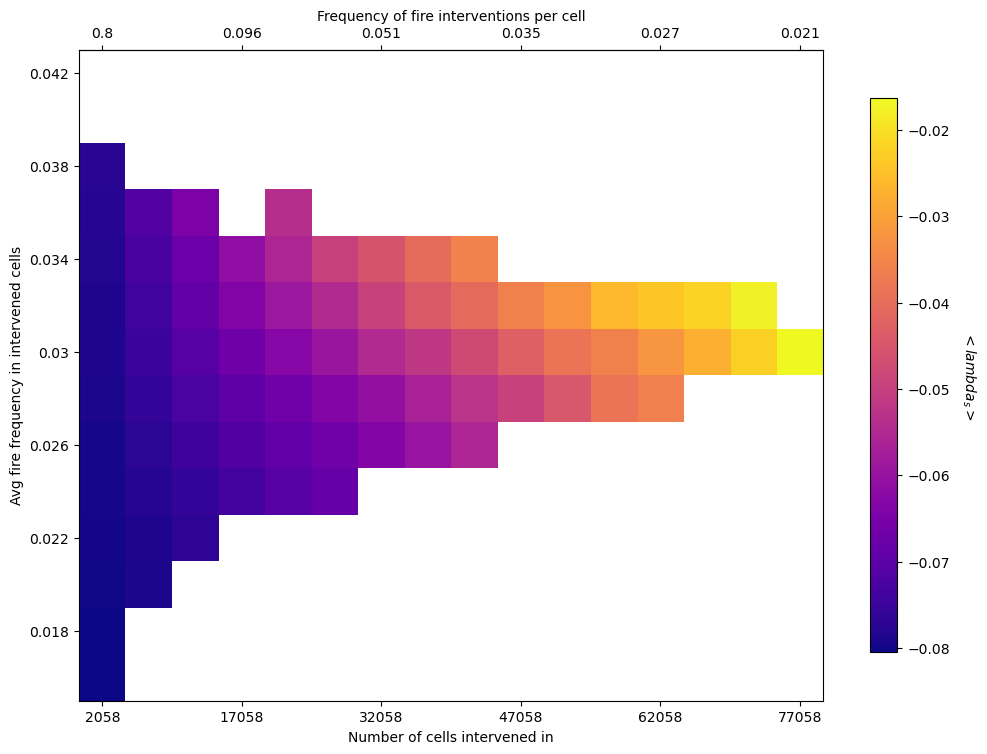 Frequency of fire interventions per cell
0.8 0.096 0.051 0.035 0.027 0.021
Avg fire frequency in intervened cells
0.042
0.038
0.034
0.03
0.026
0.022
0.018
2058 17058 32058 47058 62058 77058
Number of cells intervened in
−0.02
−0.03
−0.04
−0.05
−0.06
−0.07
−0.08
< lambda_s >